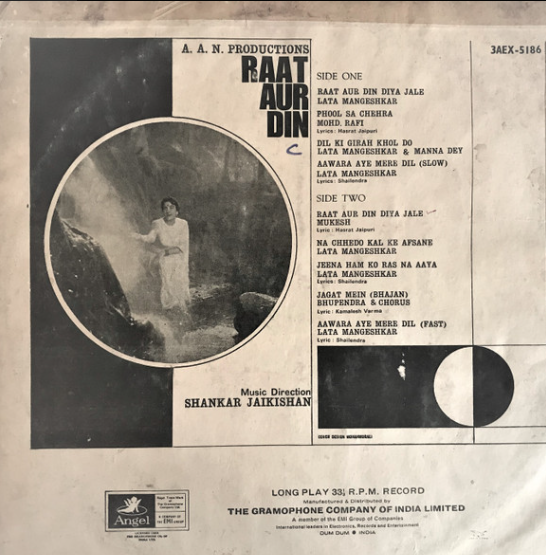 A. A. N. PRODUCTIONS
RAAT
AUR
DIN
3AEX-5186
SIDE ONE
RAAT AUR DIN DIYA JALE
LATA MANGESHKAR
PHOOL SA CHEHRA
MOHD. RAFI
Lyrics : Hasrat Jaipuri
DIL KI GIRAH KHOL DO
LATA MANGESHKAR & MANNA DEY
AAWARA AYE MERE DIL (SLOW)
LATA MANGESHKAR
Lyrics : Shailendra
SIDE TWO
RAAT AUR DIN DIYA JALE
MUKESH
Lyric : Hasrat Jaipuri
NA CHHEDO KAL KE AFSANE
LATA MANGESHKAR
JEENA HAM KO RAS NA AAYA
LATA MANGESHKAR
Lyrics : Shailendra
JAGAT MEIN (BHAJAN)
BHUPENDRA & CHORUS
Lyric : Kamalesh Varma
AAWARA AYE MERE DIL (FAST)
LATA MANGESHKAR
Lyric : Shailendra
Music Direction
SHANKAR JAIKISHAN
Angel
LONG PLAY 33⅓ R.P.M. RECORD
Manufactured & Distributed by
THE GRAMOPHONE COMPANY OF INDIA LIMITED
A member of the EMI Group of Companies
International leaders in Electronics, Records and Entertainment
DUM DUM INDIA